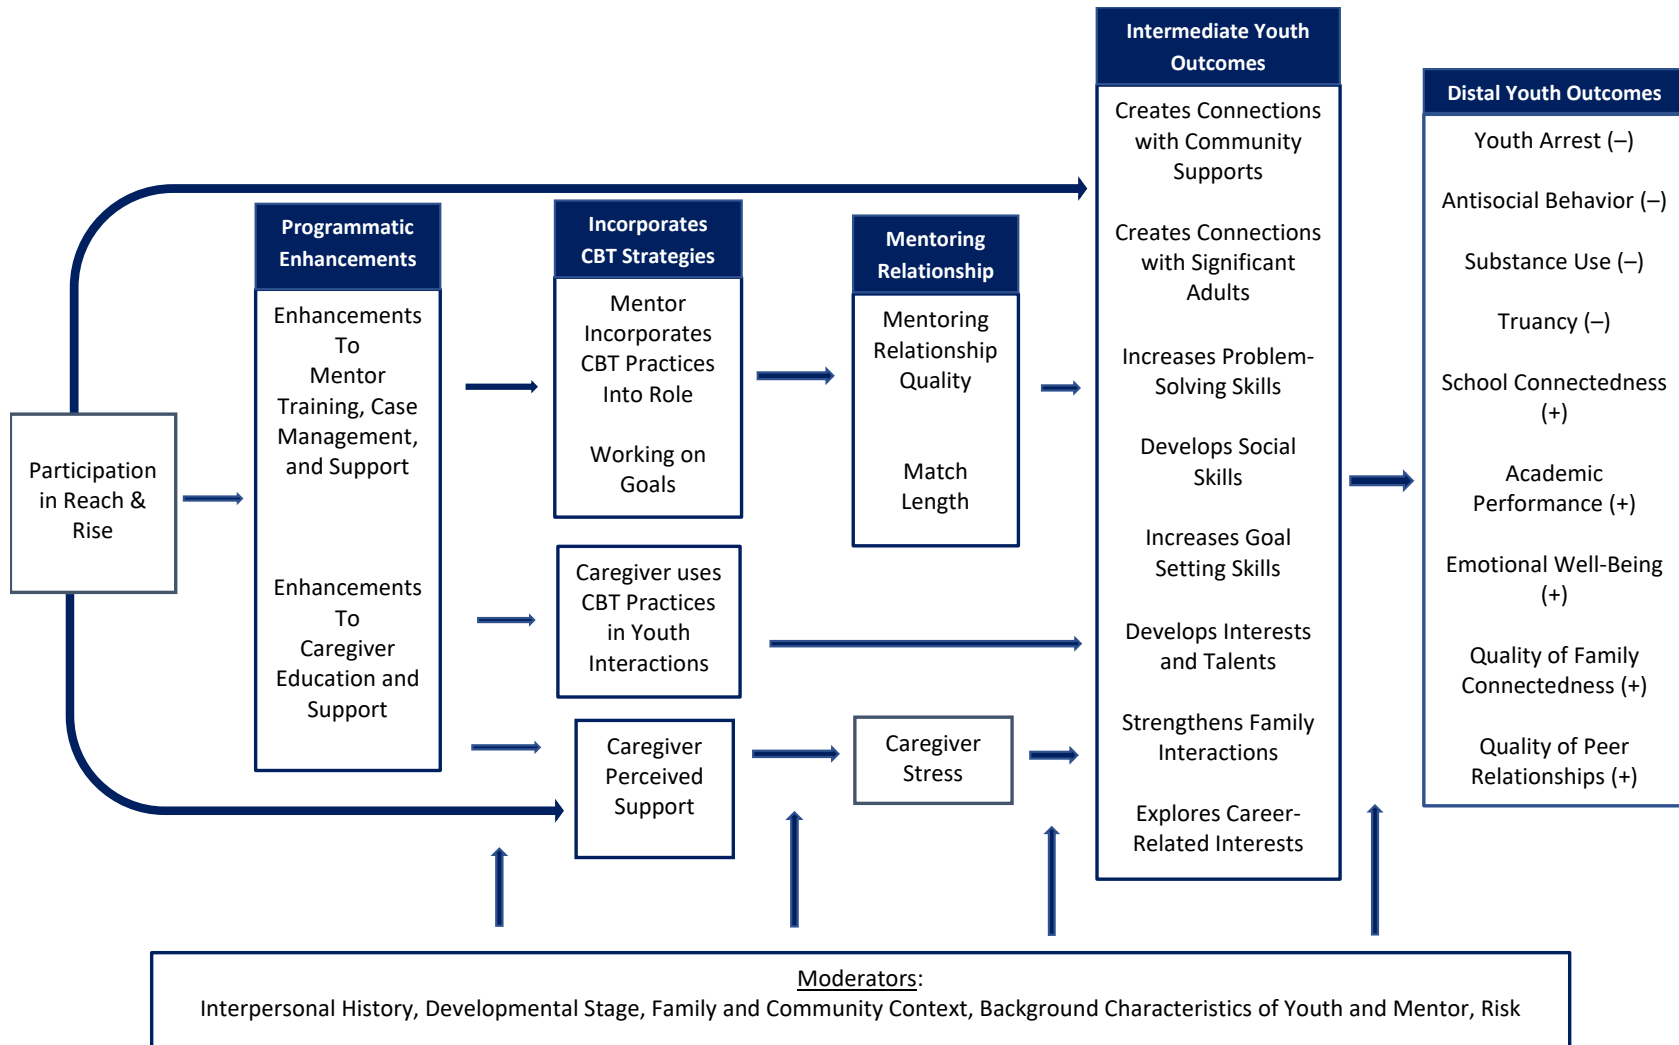 Participation
in Reach &
Rise
Programmatic
Enhancements
Enhancements
To
Mentor
Training, Case
Management,
and Support
Enhancements
To
Caregiver
Education and
Support
Incorporates
CBT Strategies
Mentor
Incorporates
CBT Practices
Into Role
Working on
Goals
Caregiver uses
CBT Practices
in Youth
Interactions
Caregiver
Perceived
Support
Mentoring
Relationship
Mentoring
Relationship
Quality
Match
Length
Caregiver
Stress
Intermediate Youth
Outcomes
Creates Connections
with Community
Supports
Creates Connections
with Significant
Adults
Increases Problem-
Solving Skills
Develops Social
Skills
Increases Goal
Setting Skills
Develops Interests
and Talents
Strengthens Family
Interactions
Explores Career-
Related Interests
Distal Youth Outcomes
Youth Arrest (–)
Antisocial Behavior (–)
Substance Use (–)
Truancy (–)
School Connectedness
(+)
Academic
Performance (+)
Emotional Well-Being
(+)
Quality of Family
Connectedness (+)
Quality of Peer
Relationships (+)
Moderators:
Interpersonal History, Developmental Stage, Family and Community Context, Background Characteristics of Youth and Mentor, Risk